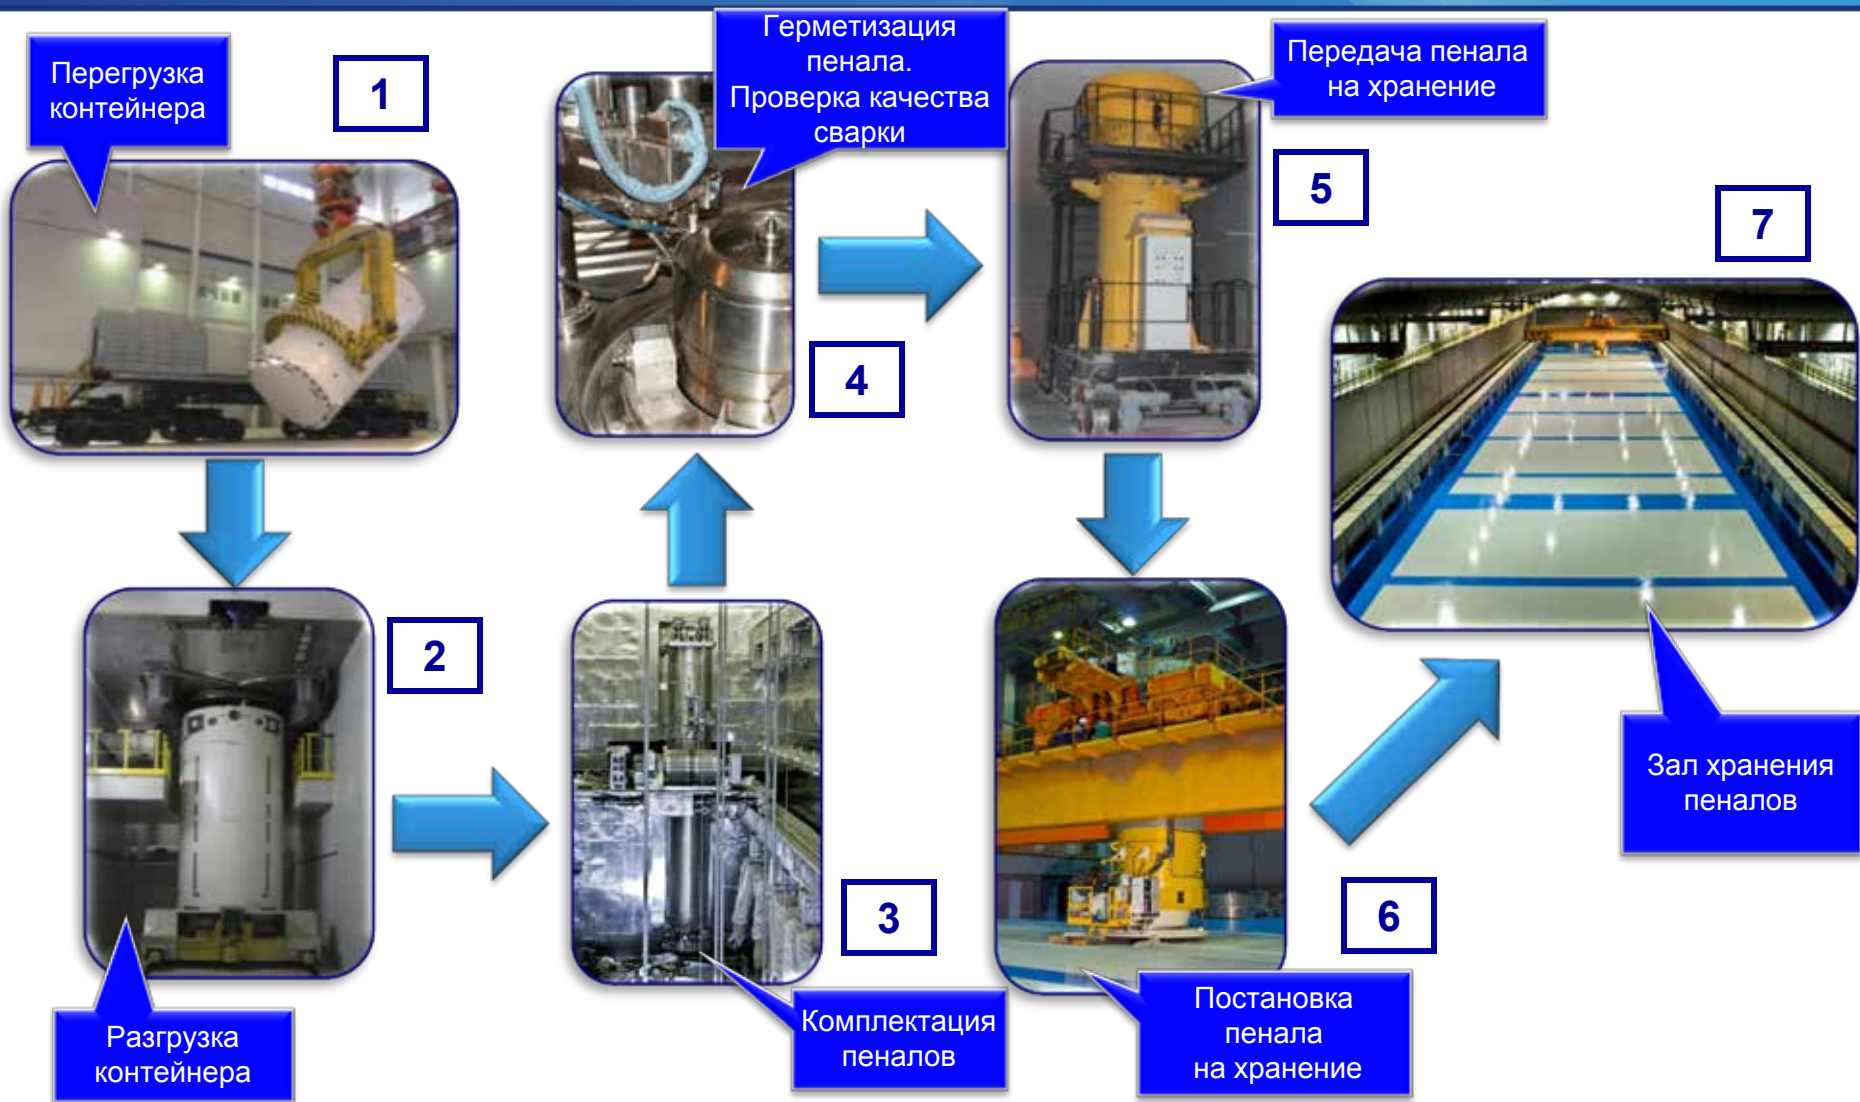 Перегрузка
контейнера
1
Разгрузка
контейнера
2
Комплектация
пеналов
3
Герметизация
пенала.
Проверка качества
сварки
4
Передача пенала
на хранение
5
Постановка
пенала
на хранение
6
7
Зал хранения
пеналов